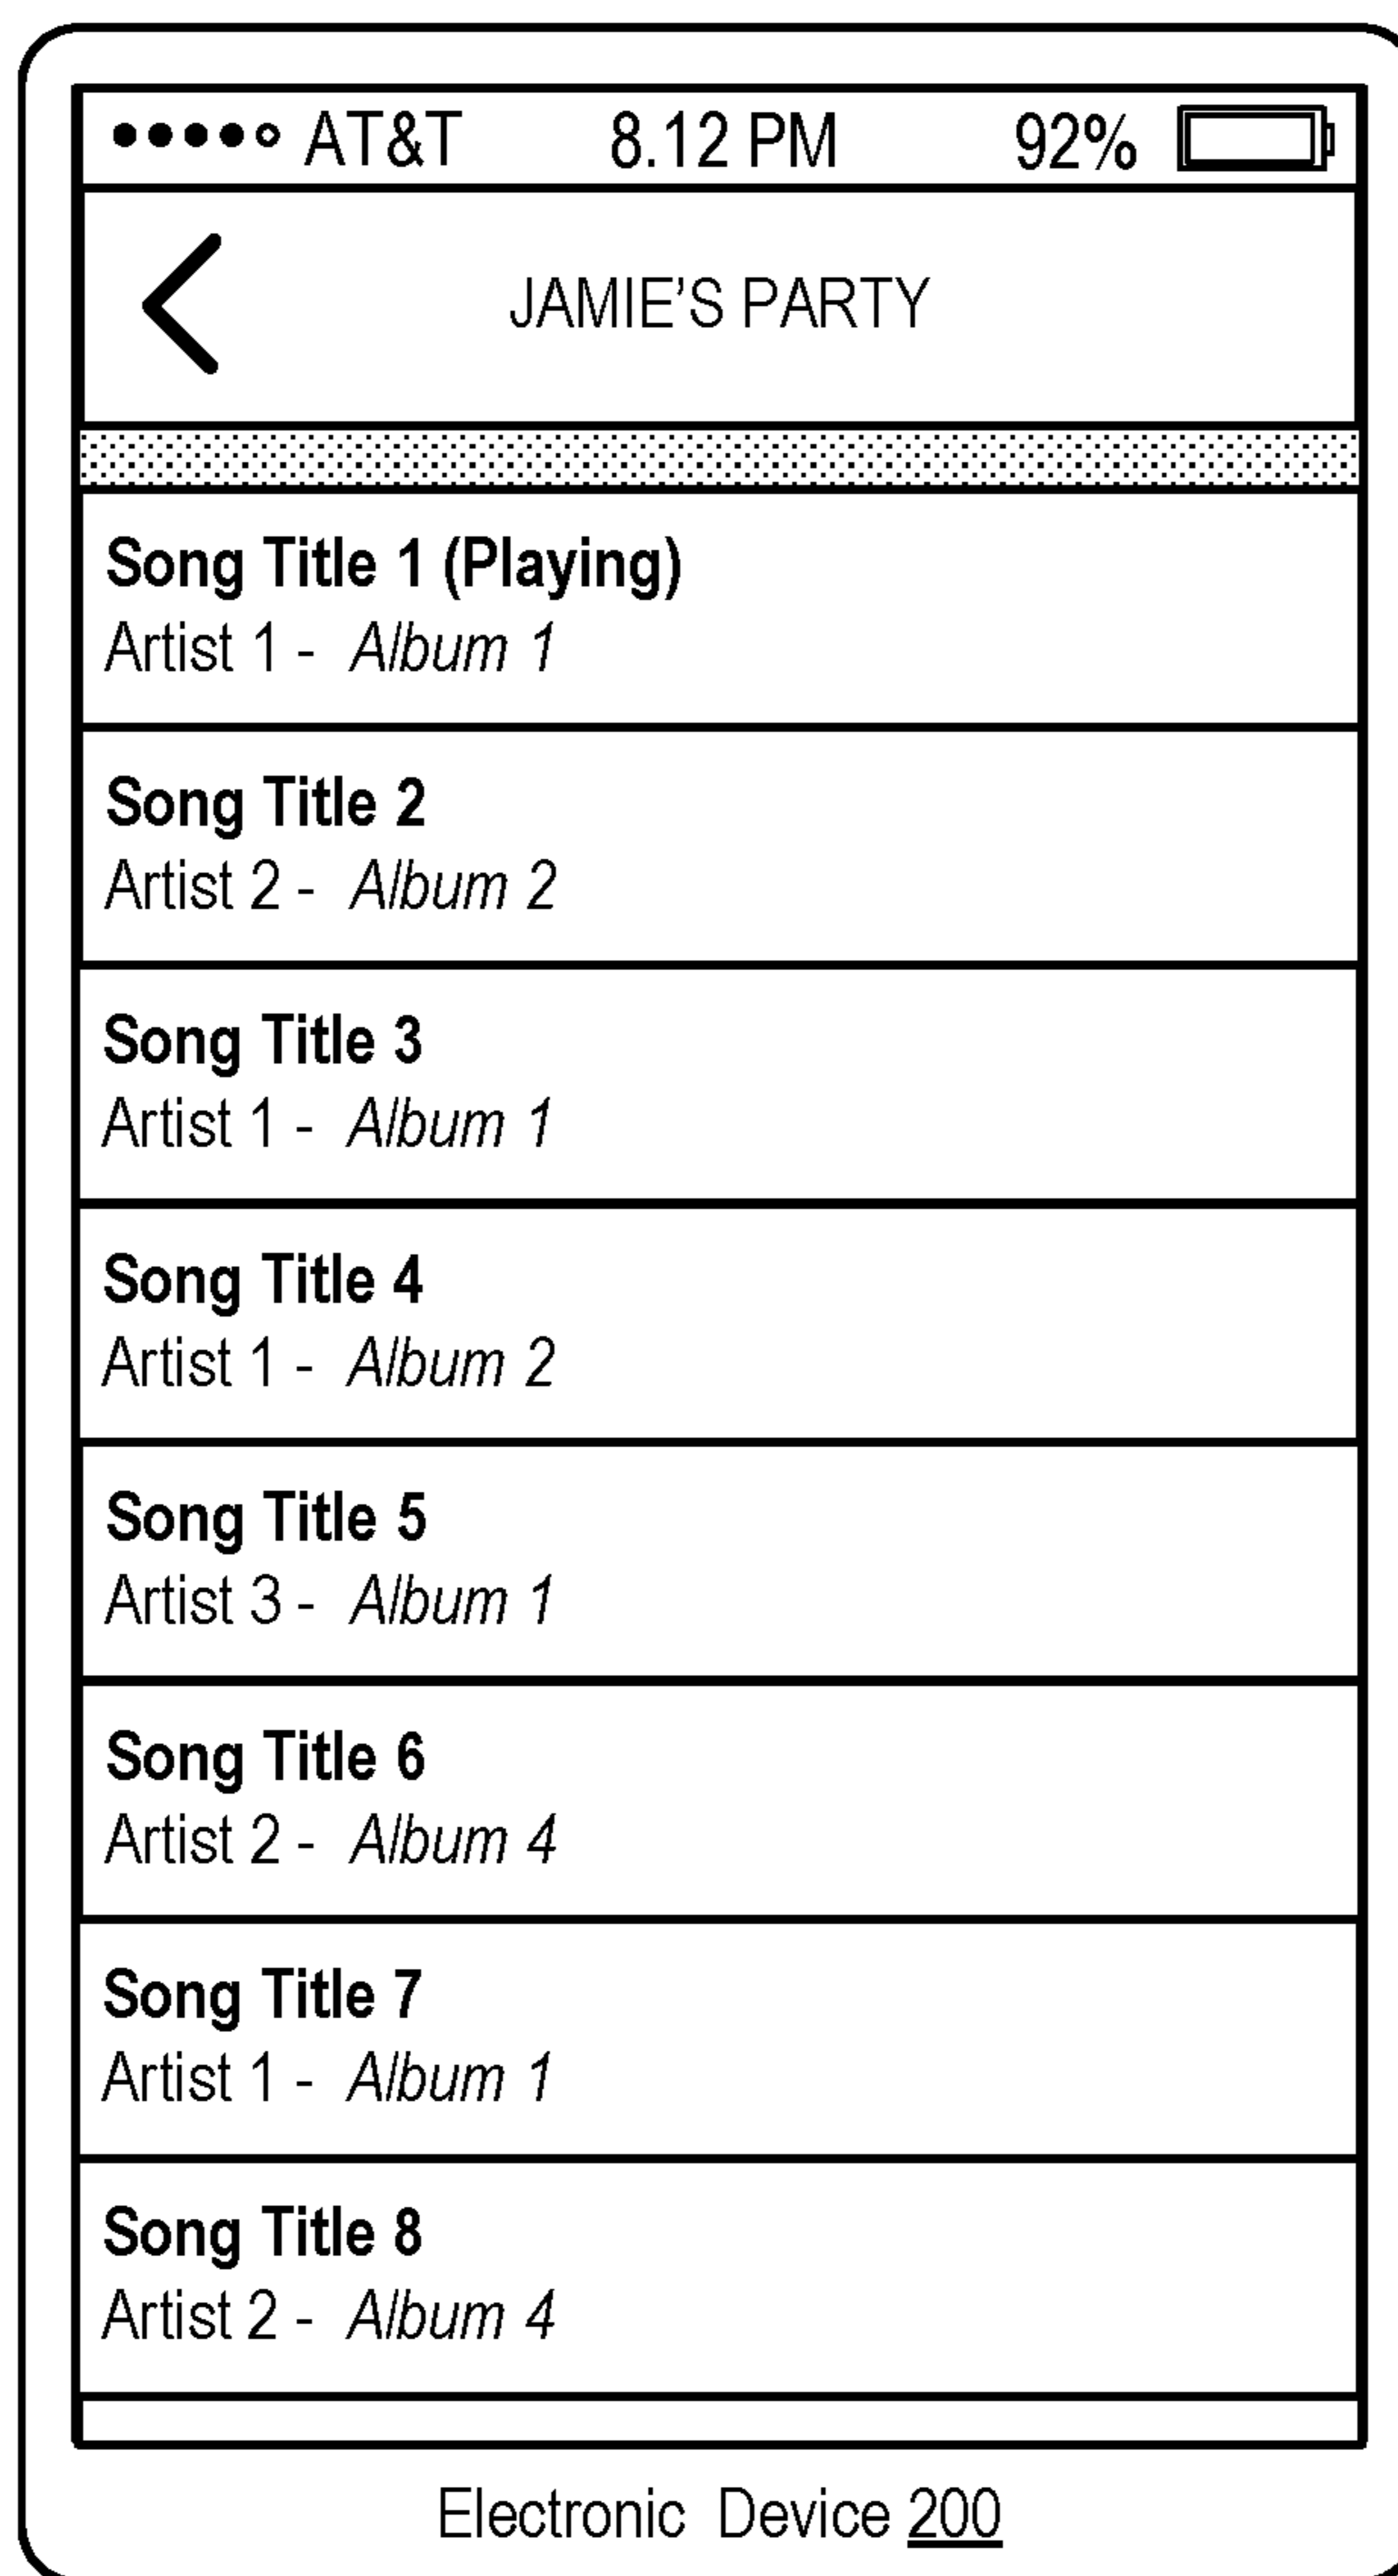 AT&T 8.12 PM 92%
JAMIE'S PARTY
Song Title 1 (Playing)
Artist 1 - Album 1
Song Title 2
Artist 2 - Album 2
Song Title 3
Artist 1 - Album 1
Song Title 4
Artist 1 - Album 2
Song Title 5
Artist 3 - Album 1
Song Title 6
Artist 2 - Album 4
Song Title 7
Artist 1 - Album 1
Song Title 8
Artist 2 - Album 4
Electronic Device 200